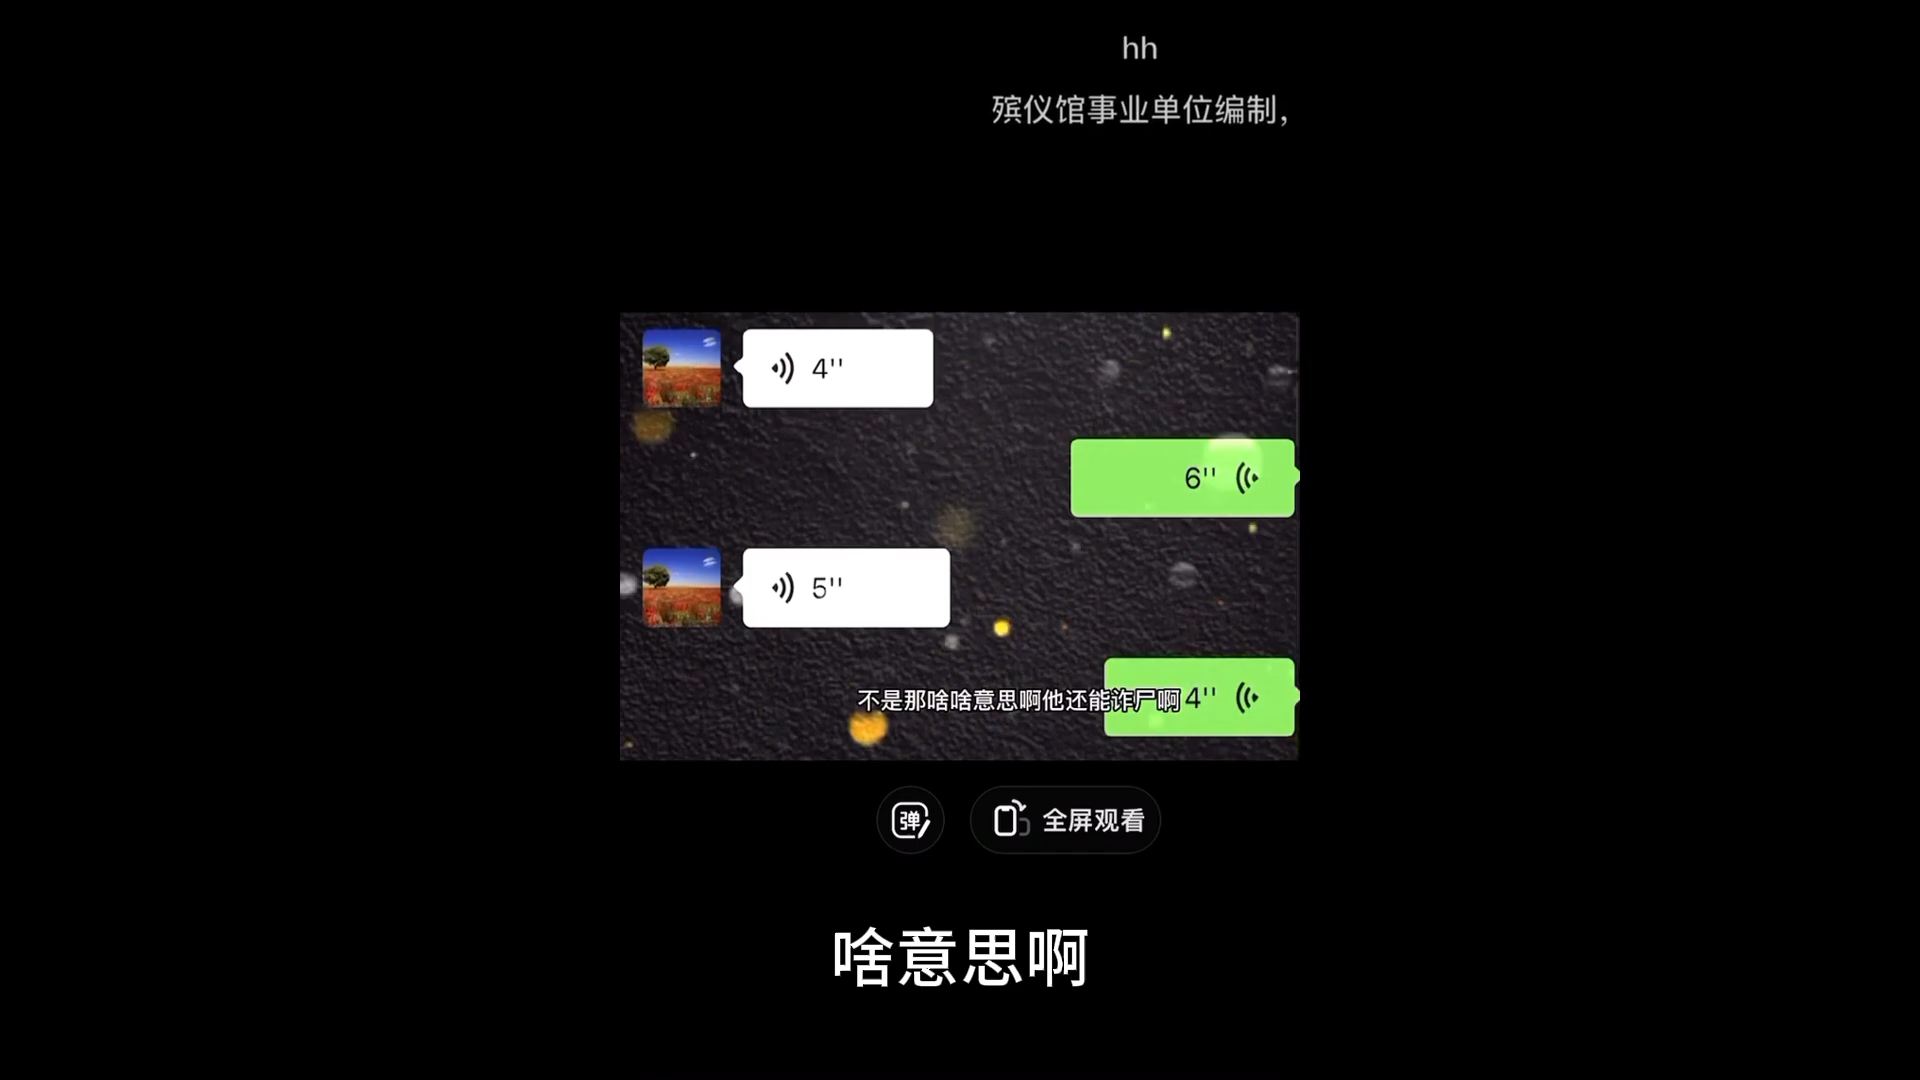 hh
殡仪馆事业单位编制，
4''
6''
5''
不是那啥啥意思啊他还能诈尸啊
4''
弹
全屏观看
啥意思啊